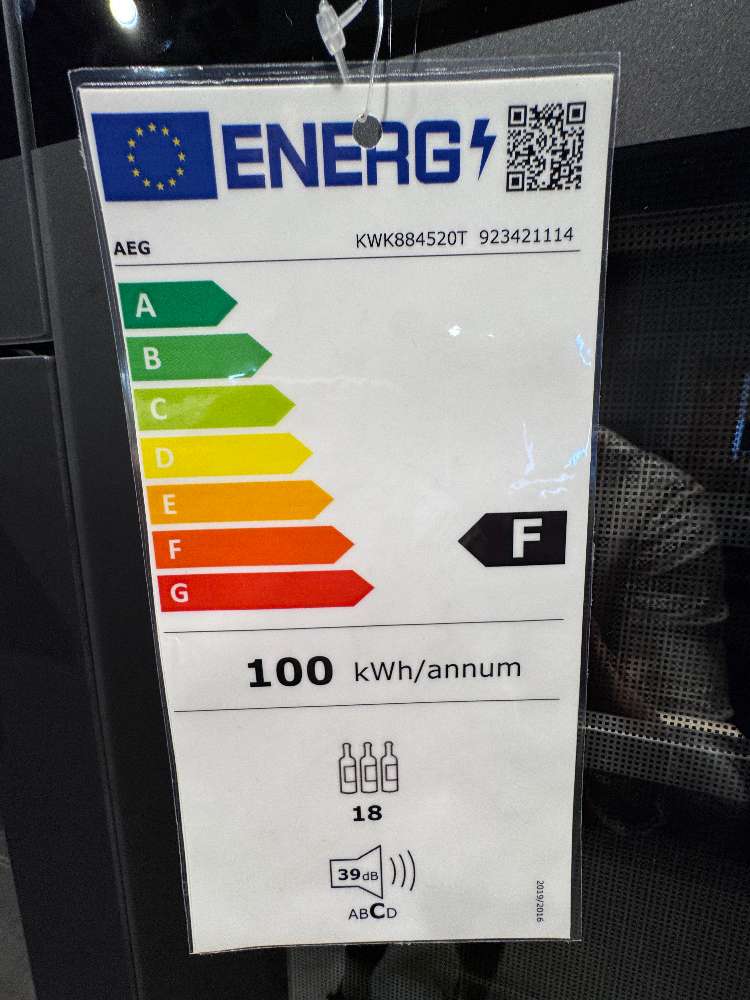 ENERG
AEG
KWK884520T 923421114
A
B
C
D
E
F
G
F
100 kWh/annum
18
39dB
ABCD
2019/2016